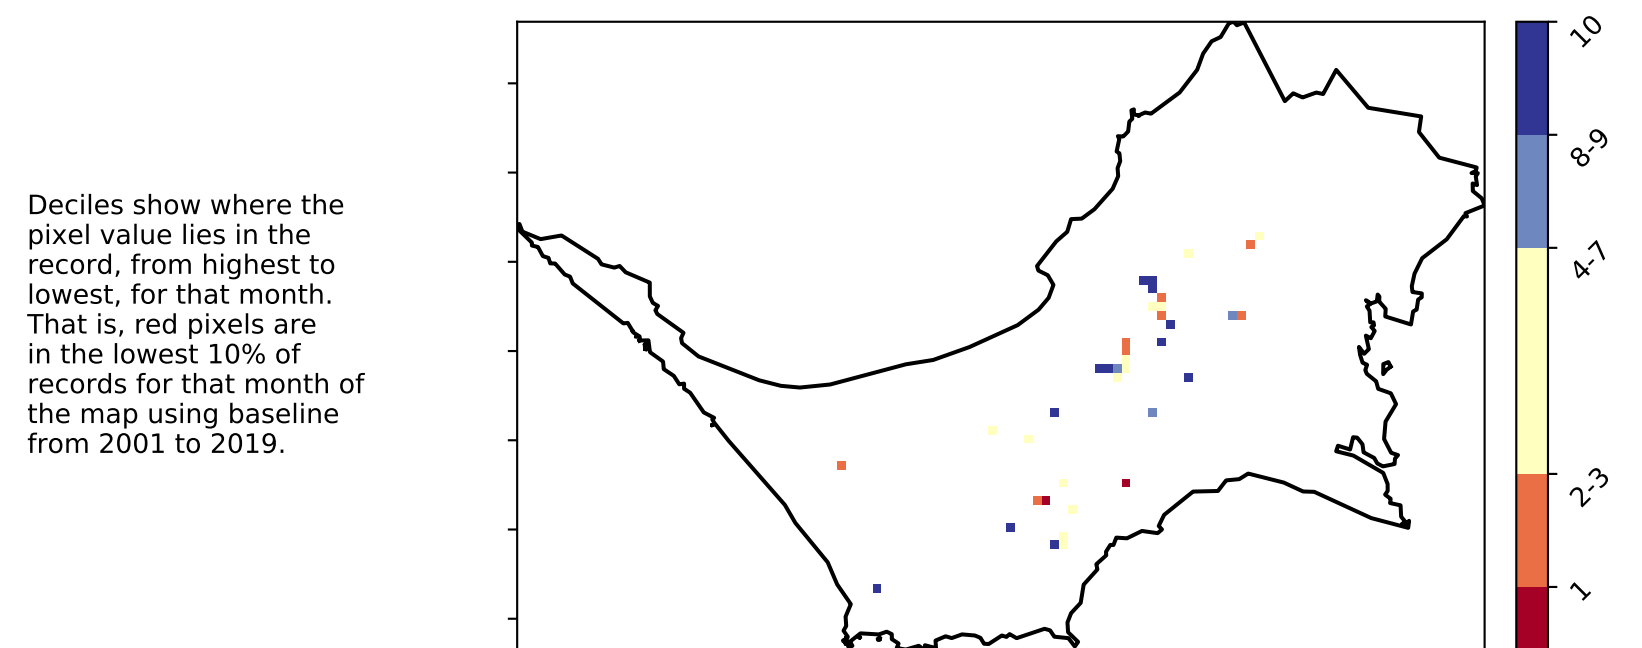 Deciles show where the
pixel value lies in the
record, from highest to
lowest, for that month.
That is, red pixels are
in the lowest 10% of
records for that month of
the map using baseline
from 2001 to 2019.
10
8-9
4-7
2-3
1